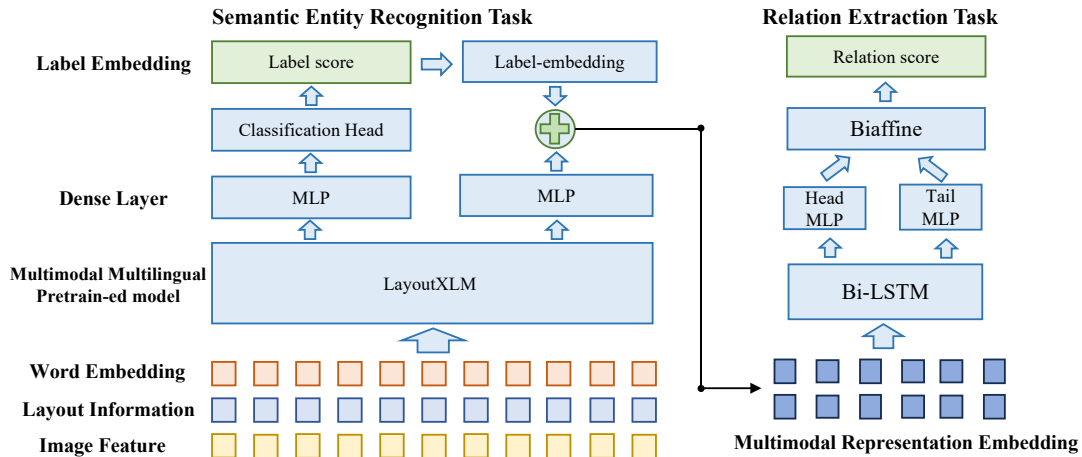 Semantic Entity Recognition Task
Relation Extraction Task
Label Embedding
Label score
Label-embedding
Relation score
Classification Head
Biaffine
Dense Layer
MLP
MLP
Head
MLP
Tail
MLP
Multimodal Multilingual
Pretrain-ed model
LayoutXLM
Bi-LSTM
Word Embedding
Layout Information
Image Feature
Multimodal Representation Embedding